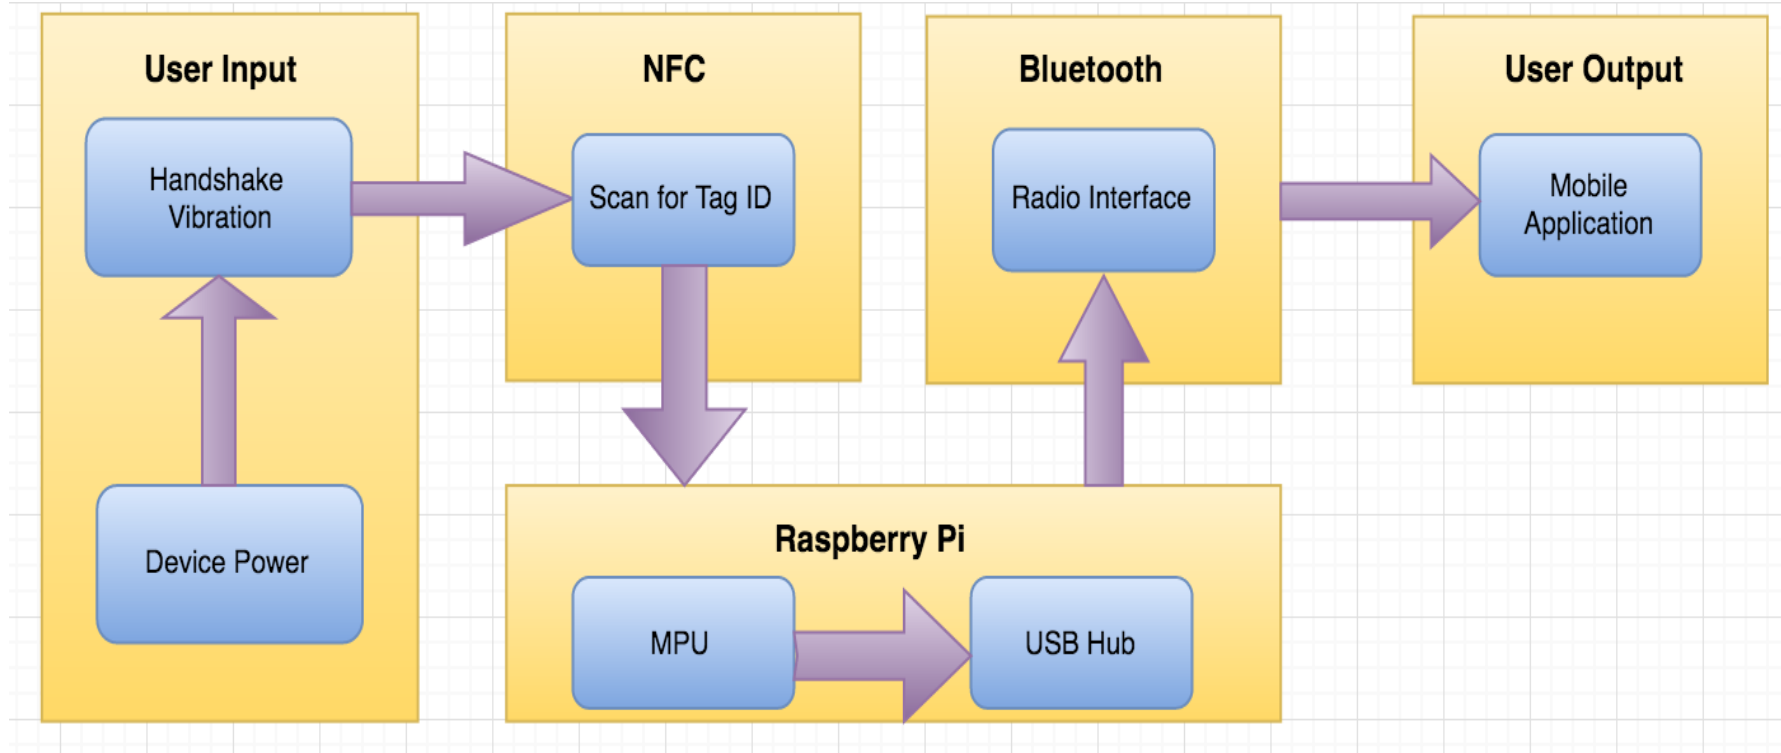 User Input
Handshake
Vibration
Device Power
NFC
Scan for Tag ID
Raspberry Pi
MPU
USB Hub
Bluetooth
Radio Interface
User Output
Mobile
Application